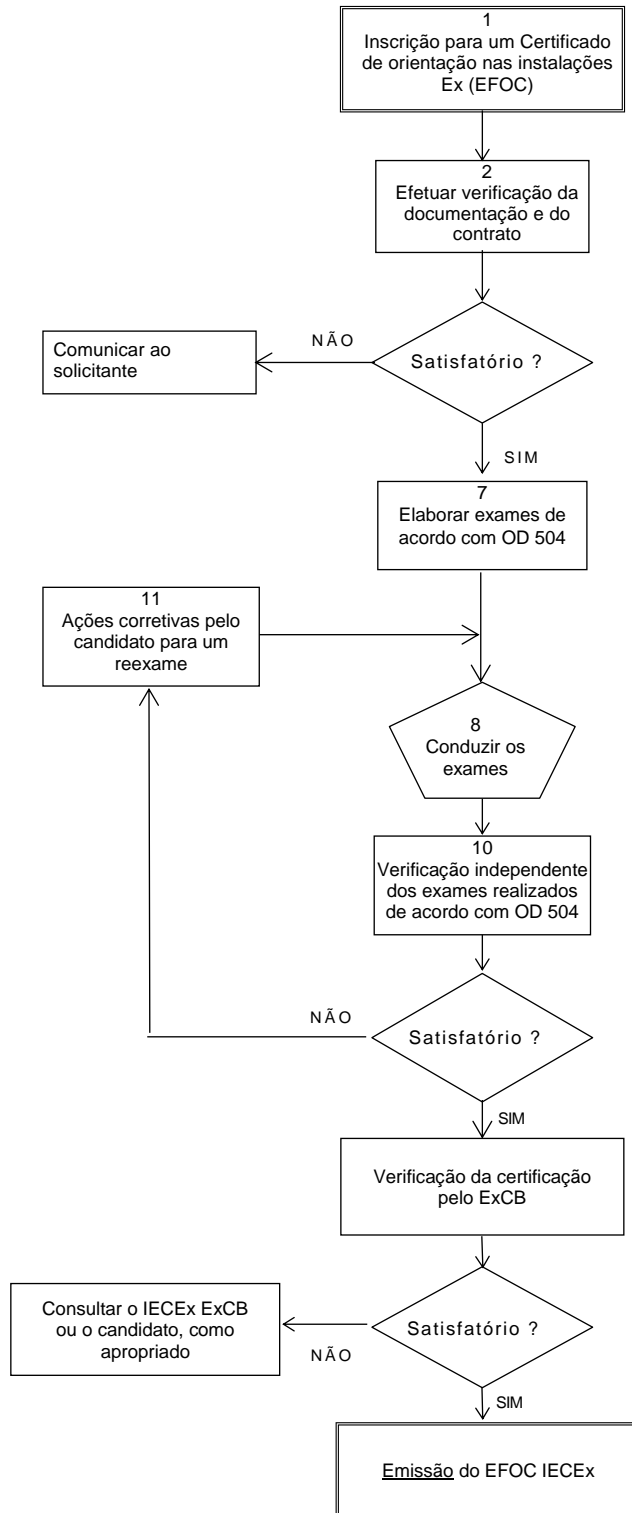 1
Inscrição para um Certificado
de orientação nas instalações
Ex (EFOC)
2
Efetuar verificação da
documentação e do
contrato
Satisfatório ?
NÃO
Comunicar ao
solicitante
SIM
7
Elaborar exames de
acordo com OD 504
11
Ações corretivas pelo
candidato para um
reexame
8
Conduzir os
exames
10
Verificação independente
dos exames realizados
de acordo com OD 504
NÃO
Satisfatório ?
SIM
Verificação da certificação
pelo ExCB
Consultar o IECEx ExCB
ou o candidato, como
apropriado
NÃO
Satisfatório ?
SIM
Emissão do EFOC IECEx